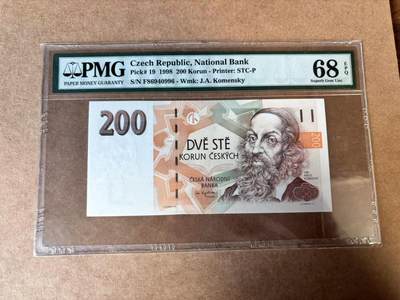 PMG
PAPER MONEY GUARANTY
Czech Republic, National Bank
Pick# 19 1998 200 Korun - Printer: STC-P
S/N F86940996 - Wmk: J.A. Komensky
68 EPQ
Superb Gem Unc
200
DVĚ STĚ
KORUN ČESKÝCH
ČESKÁ NÁRODNÍ
BANKA
200